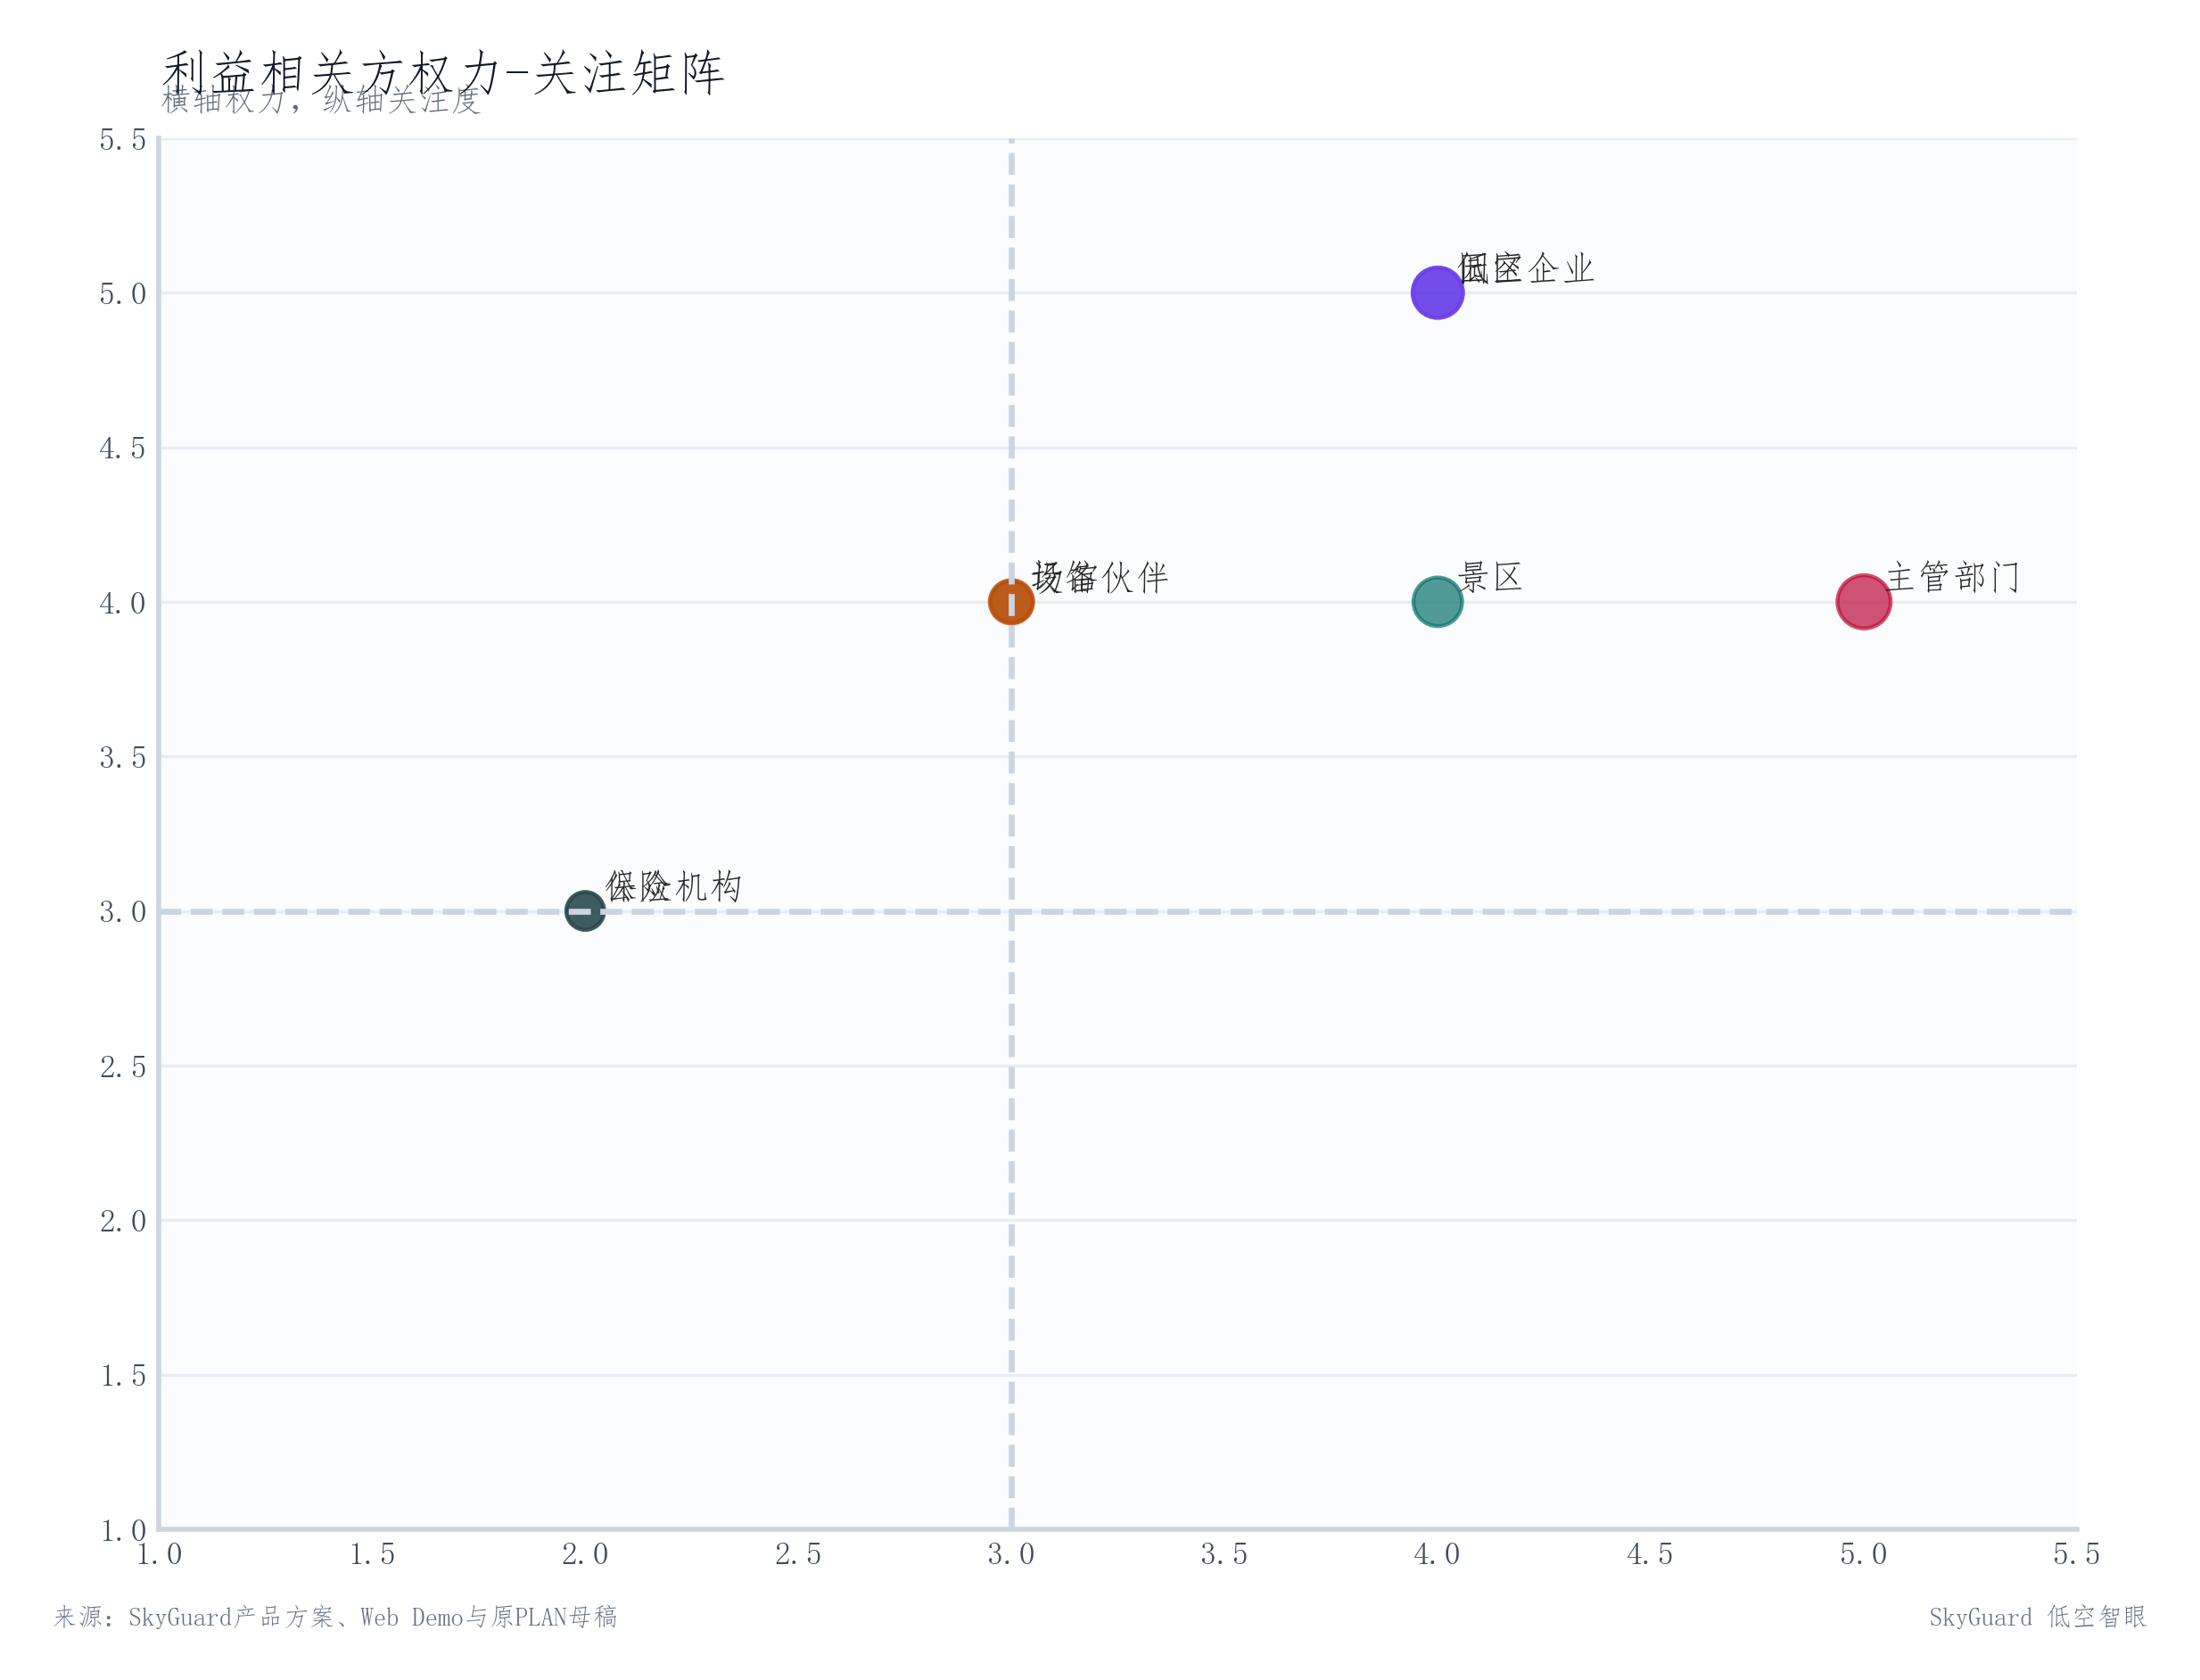 利益相关方权力-关注矩阵
横轴权力，纵轴关注度
5.5
5.0
企业
4.5
4.0
伙伴
景区
主管部门
3.5
机构
3.0
2.5
2.0
1.5
1.0
1.0 1.5 2.0 2.5 3.0 3.5 4.0 4.5 5.0 5.5
来源：SkyGuard产品方案、Web Demo与原PLAN母稿
SkyGuard 低空智眼